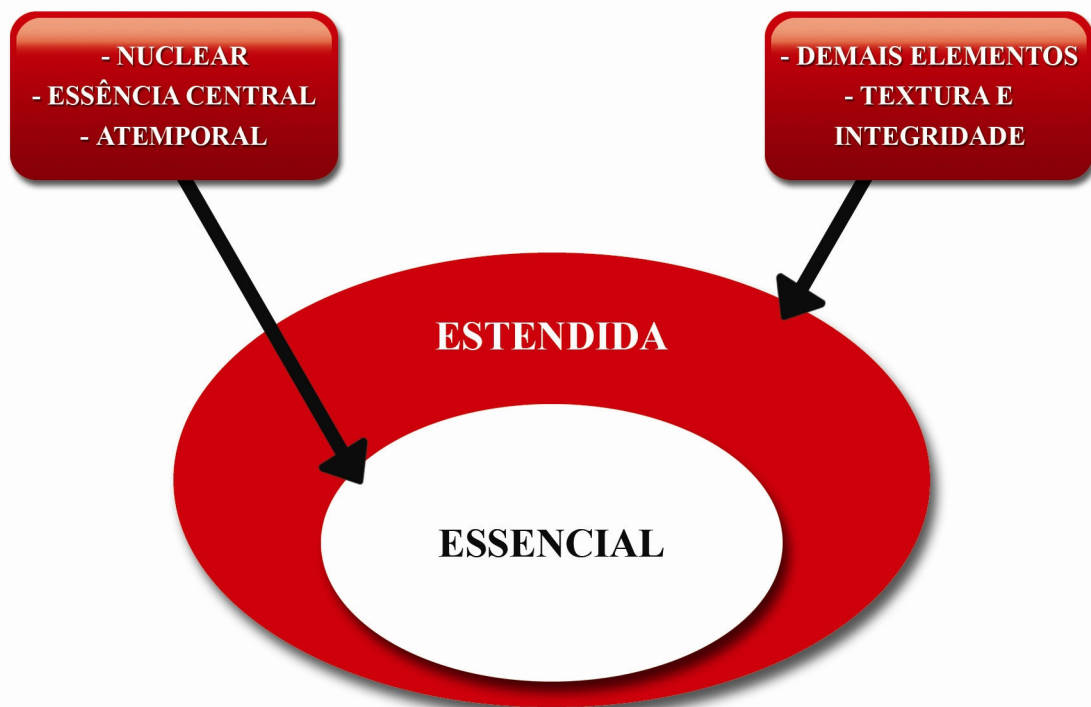 - NUCLEAR
- ESSÊNCIA CENTRAL
- ATEMPORAL
- DEMAIS ELEMENTOS
- TEXTURA E
INTEGRIDADE
ESTENDIDA
ESSENCIAL